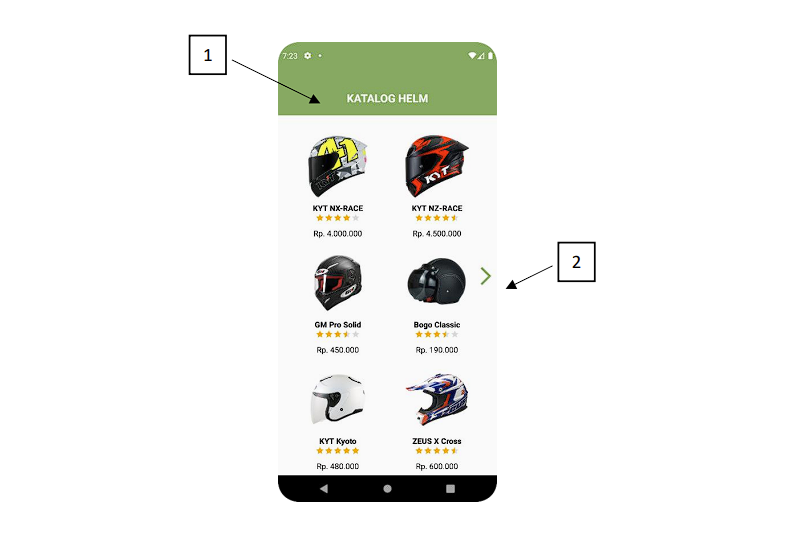 1
7:23
KATALOG HELM
KYT NX-RACE
KYT NZ-RACE
Rp. 4.000.000
Rp. 4.500.000
2
GM Pro Solid
Bogo Classic
Rp. 450.000
Rp. 190.000
KYT Kyoto
ZEUS X Cross
Rp. 480.000
Rp. 600.000